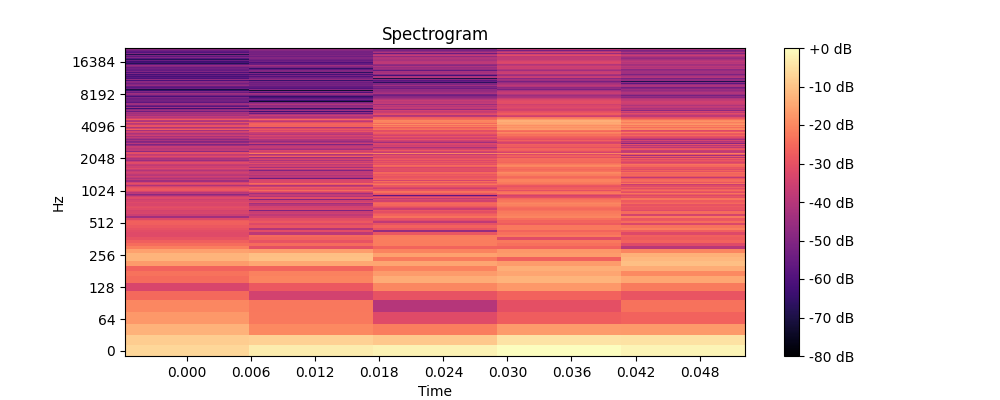 Spectrogram
Hz
16384
8192
4096
2048
1024
512
256
128
64
0
0.000 0.006 0.012 0.018 0.024 0.030 0.036 0.042 0.048
Time
+0 dB
-10 dB
-20 dB
-30 dB
-40 dB
-50 dB
-60 dB
-70 dB
-80 dB